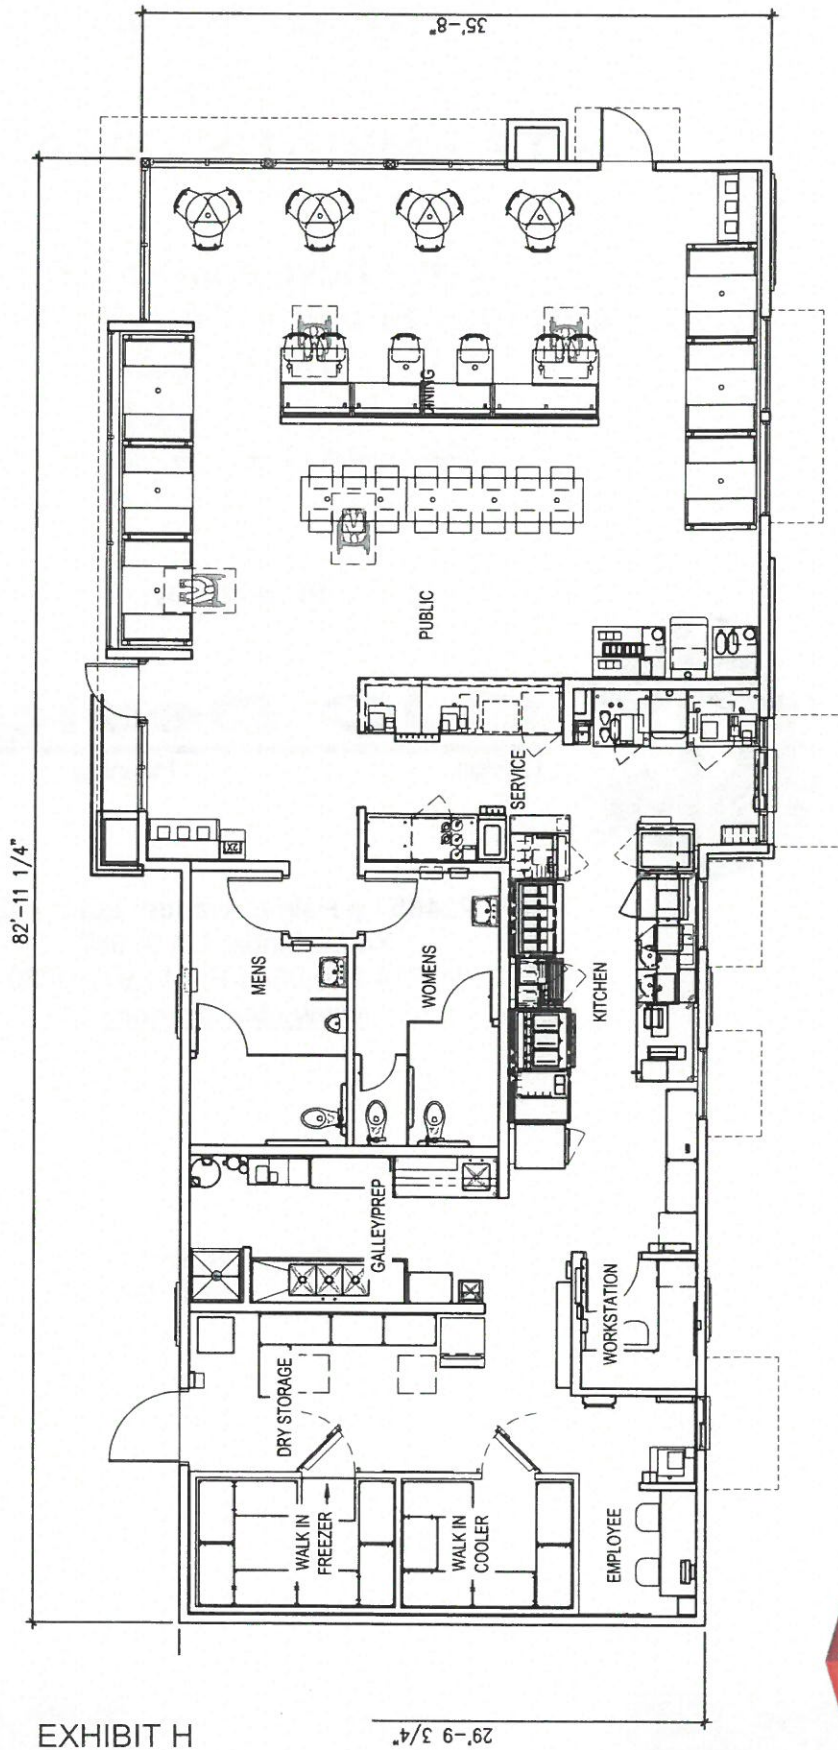 35'-8"
82'-11 1/4"
DINING
PUBLIC
SERVICE
MENS
WOMENS
KITCHEN
GALLEY/PREP
WORKSTATION
DRY STORAGE
WALK IN
FREEZER
WALK IN
COOLER
EMPLOYEE
29'-9 3/4"
EXHIBIT H